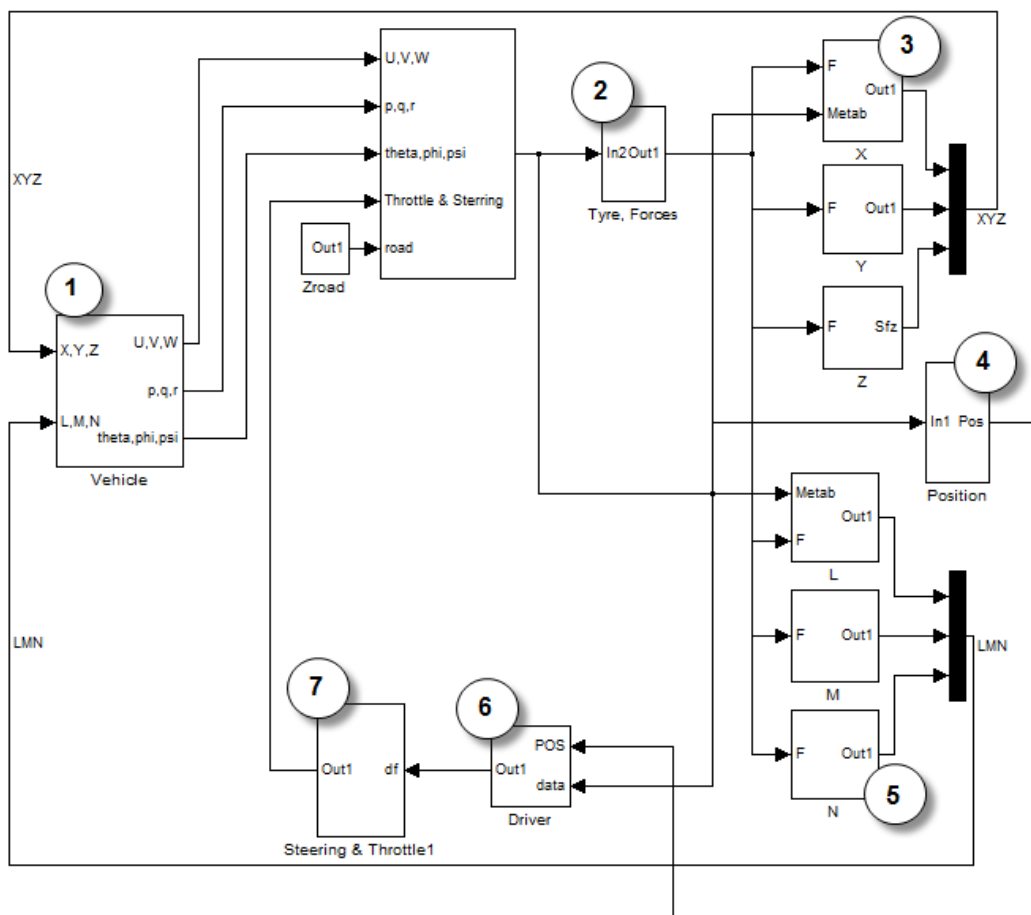 XYZ
LMN
1
X,Y,Z
L,M,N
U,V,W
p,q,r
theta,phi,psi
Vehicle
U,V,W
p,q,r
theta,phi,psi
Throttle & Sterring
road
Out1
Zroad
2
In2 Out1
Tyre, Forces
3
F
Metab
Out1
X
F
Out1
Y
F
Sfz
Z
XYZ
4
In1 Pos
Position
Metab
F
Out1
L
F
Out1
M
F
Out1
N
5
LMN
6
POS
data
Out1
Driver
7
Out1
df
Steering & Throttle1